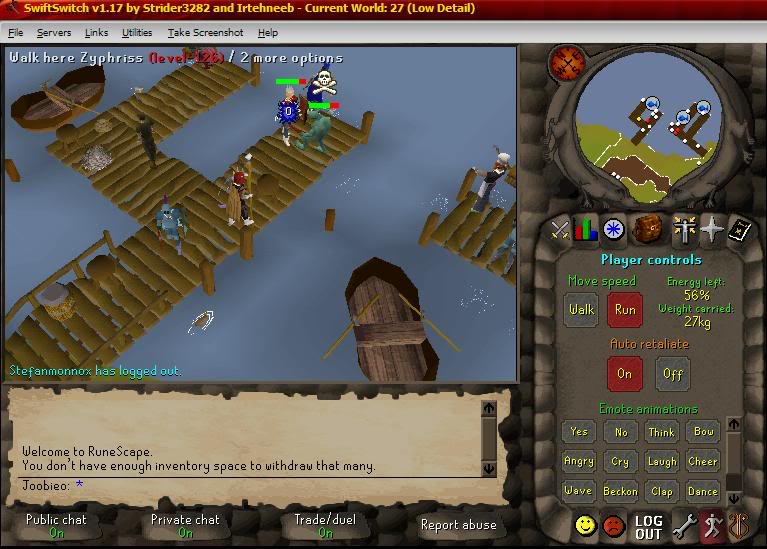 SwiftSwitch v1.17 by Strider3282 and Irtehneeb - Current World: 27 (Low Detail)
File Servers Links Utilities Take Screenshot Help
Walk here Zyphriss (level-126) / 2 more options
0
Stefanmonnox has logged out.
Welcome to RuneScape.
You don't have enough inventory space to withdraw that many.
Joobieo: *
Public chat
On
Private chat
On
Trade/duel
On
Report abuse
Player controls
Move speed
Walk Run
Energy left:
56%
Weight carried:
27kg
Auto retaliate
On Off
Emote animations
Yes No Think Bow
Angry Cry Laugh Cheer
Wave Beckon Clap Dance
LOG
OUT